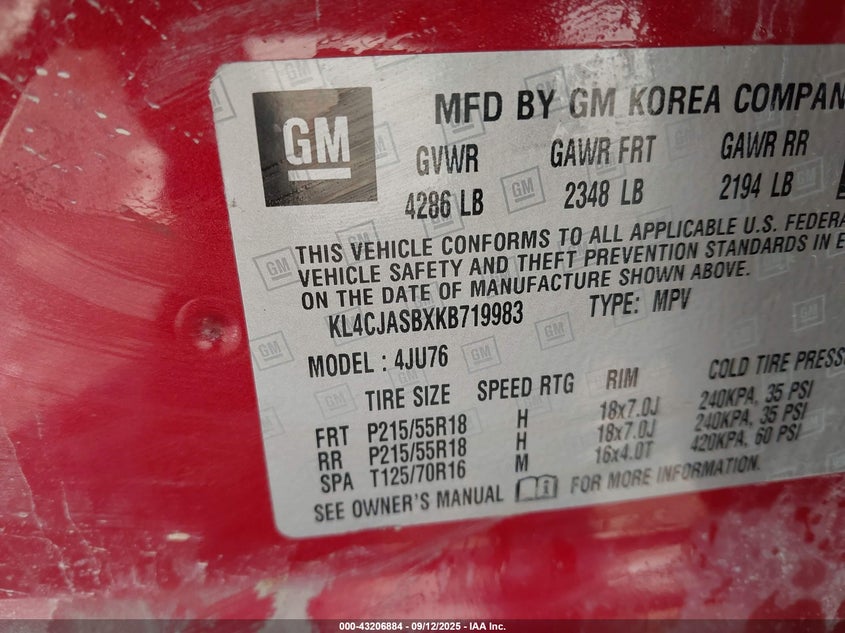 GM
MFD BY GM KOREA COMPAN
GVWR GAWR FRT GAWR RR
4286 LB 2348 LB 2194 LB
THIS VEHICLE CONFORMS TO ALL APPLICABLE U.S. FEDERA
VEHICLE SAFETY AND THEFT PREVENTION STANDARDS IN E
ON THE DATE OF MANUFACTURE SHOWN ABOVE.
KL4CJASBXKB719983 TYPE: MPV
MODEL: 4JU76
TIRE SIZE SPEED RTG RIM COLD TIRE PRESS
FRT P215/55R18 H 18x7.0J 240KPA, 35 PSI
RR P215/55R18 H 18x7.0J 240KPA, 35 PSI
SPA T125/70R16 M 16x4.0T 420KPA, 60 PSI
SEE OWNER'S MANUAL FOR MORE INFORMATION.
000-43206884 - 09/12/2025 - IAA Inc.